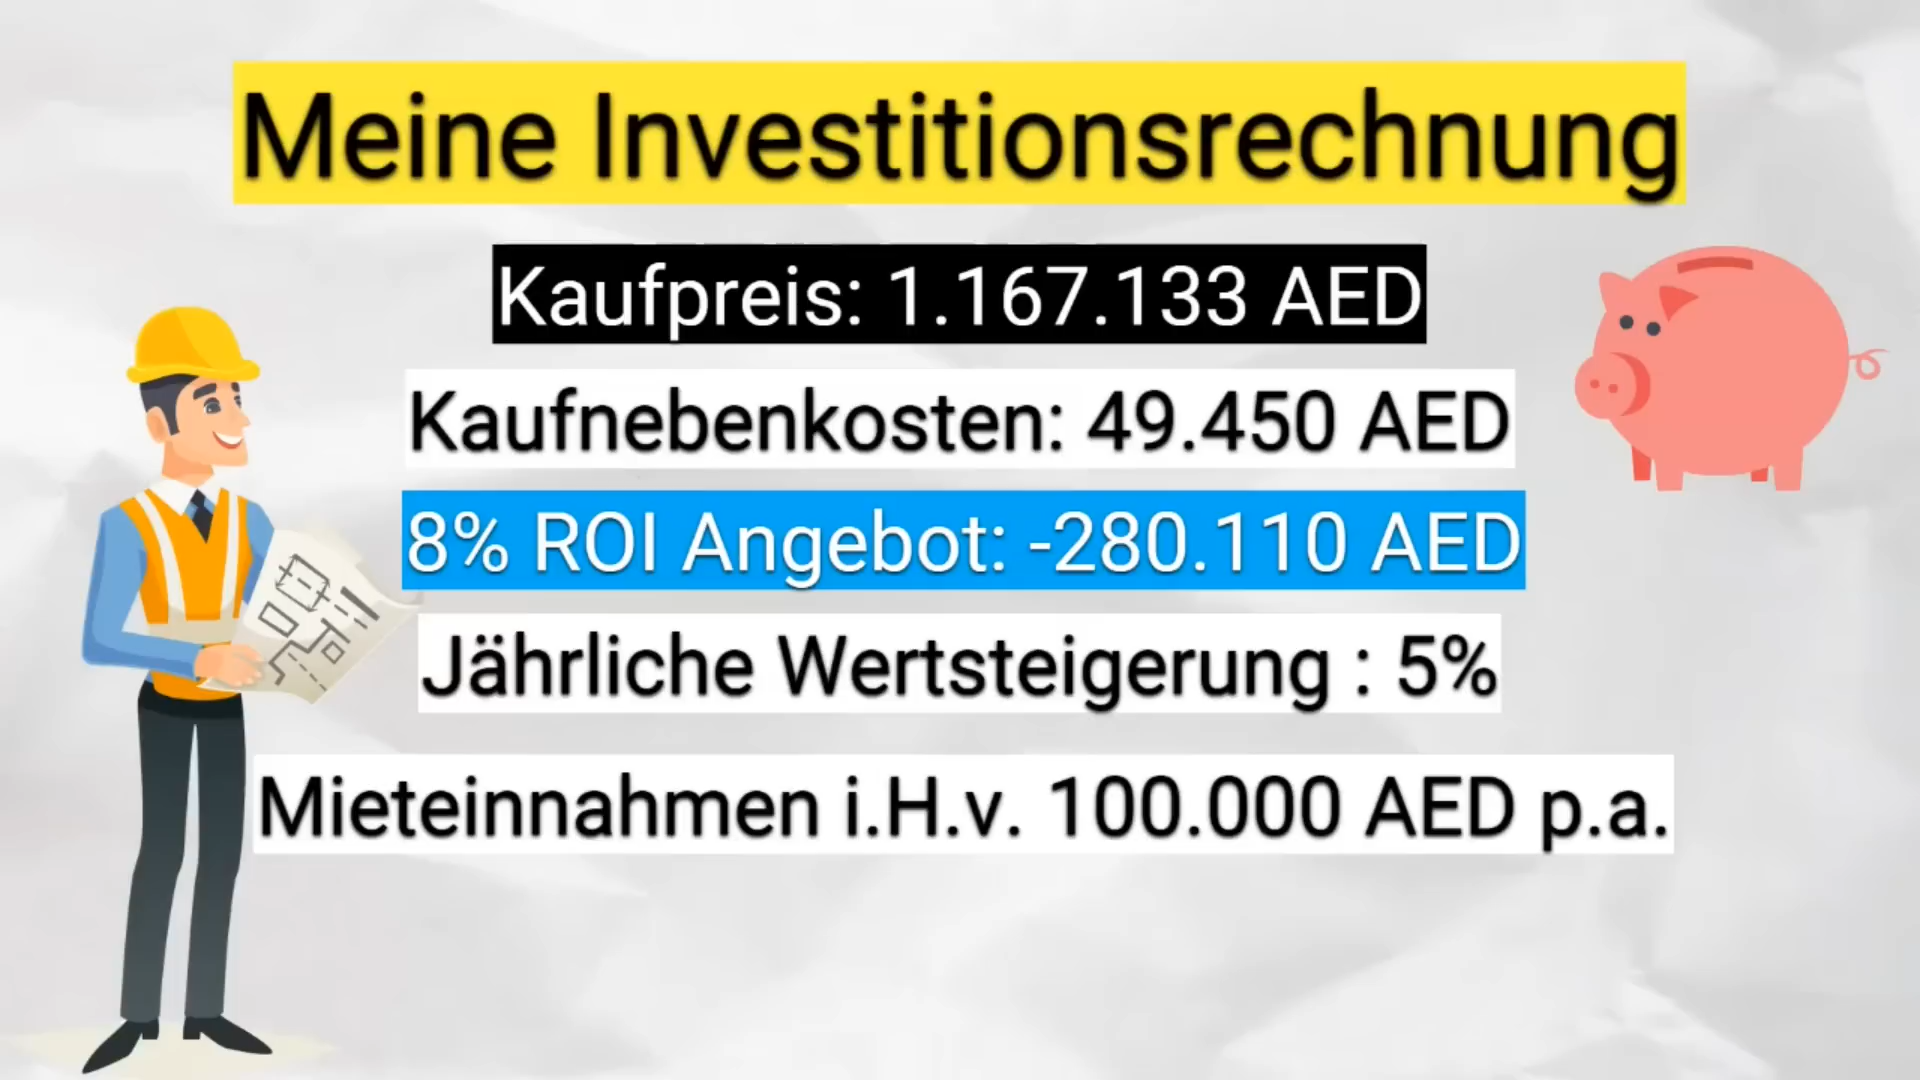 Meine Investitionsrechnung
Kaufpreis: 1.167.133 AED
Kaufnebenkosten: 49.450 AED
8% ROI Angebot: -280.110 AED
Jährliche Wertsteigerung : 5%
Mieteinnahmen i.H.v. 100.000 AED p.a.